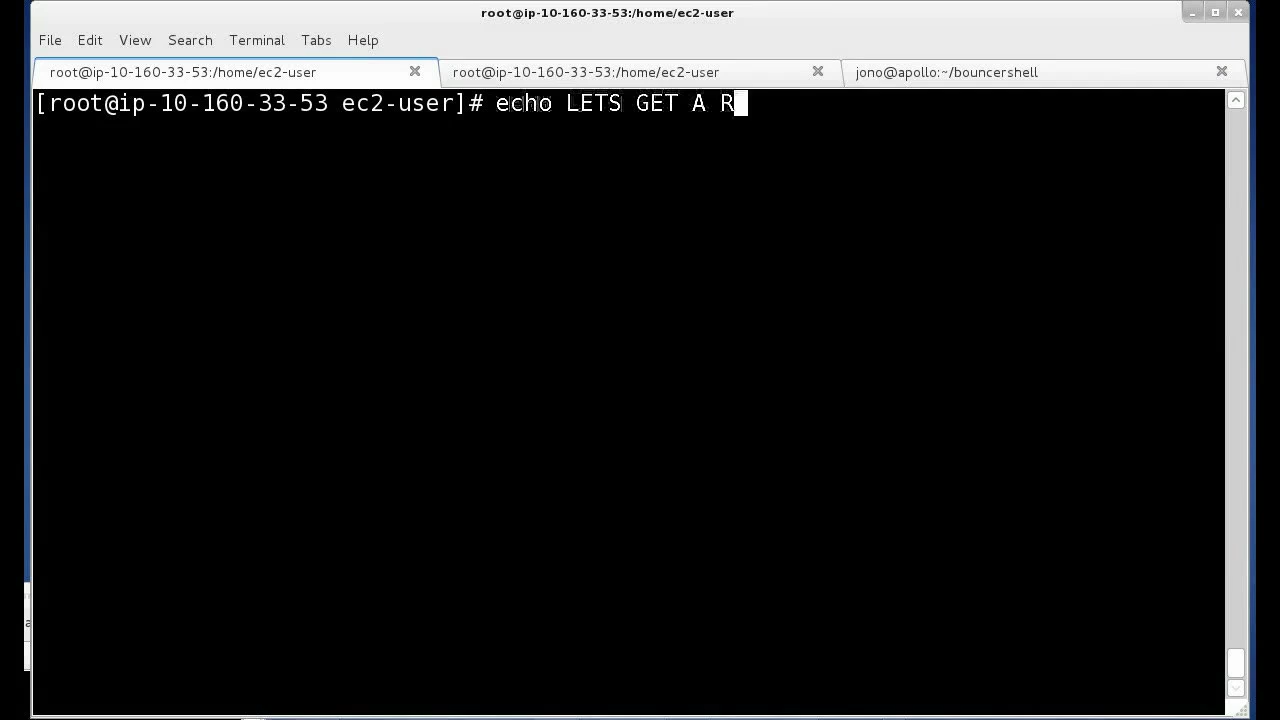 root@ip-10-160-33-53:/home/ec2-user
File Edit View Search Terminal Tabs Help
root@ip-10-160-33-53:/home/ec2-user root@ip-10-160-33-53:/home/ec2-user jono@apollo:~/bouncershell
[root@ip-10-160-33-53 ec2-user]# echo LETS GET A R